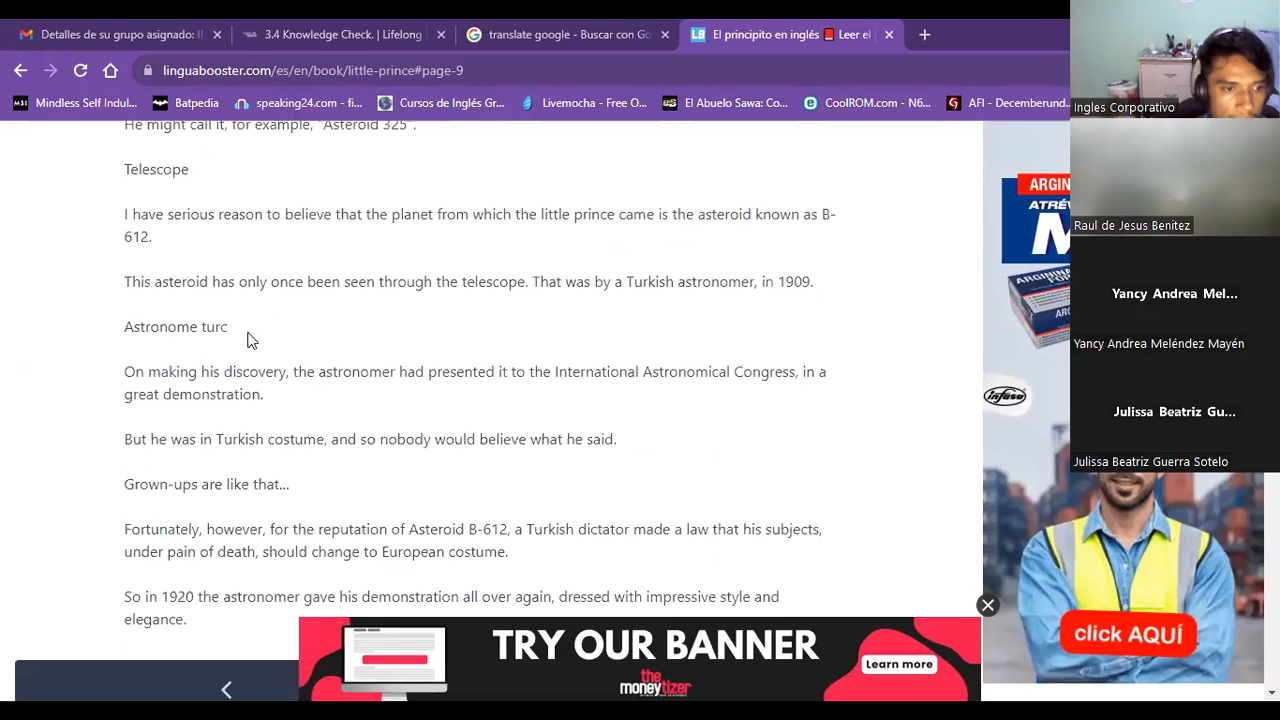 Detalles de su grupo asignado: I
3.4 Knowledge Check. | Lifelong
translate google - Buscar con Go
El principito en inglés 📕 Leer el
linguabooster.com/es/en/book/little-prince#page-9
Mindless Self Indul...
Batpedia
speaking24.com - fi...
Cursos de Inglés Gr...
Livemocha - Free O...
El Abuelo Sawa: Co...
CoolROM.com - N6...
AFI - Decemberund...
He might call it, for example, "Asteroid 325".
Telescope
I have serious reason to believe that the planet from which the little prince came is the asteroid known as B-
612.
This asteroid has only once been seen through the telescope. That was by a Turkish astronomer, in 1909.
Astronome turc
On making his discovery, the astronomer had presented it to the International Astronomical Congress, in a
great demonstration.
But he was in Turkish costume, and so nobody would believe what he said.
Grown-ups are like that...
Fortunately, however, for the reputation of Asteroid B-612, a Turkish dictator made a law that his subjects,
under pain of death, should change to European costume.
So in 1920 the astronomer gave his demonstration all over again, dressed with impressive style and
elegance.
TRY OUR BANNER
the
moneytizer
Learn more
ARGIN
ATRÉV
M
infasa
click AQUÍ
Ingles Corporativo
Raul de Jesus Benitez
Yancy Andrea Mel...
Yancy Andrea Meléndez Mayén
Julissa Beatriz Gu...
Julissa Beatriz Guerra Sotelo